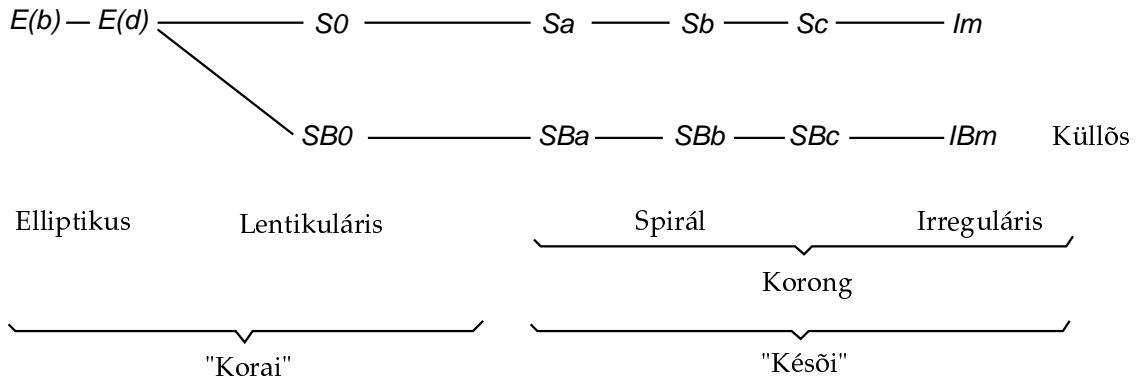 E(b) E(d) S0 Sa Sb Sc Im
SB0 SBa SBb SBc IBm Küllõs
Elliptikus Lentikuláris Spirál Irreguláris
Korong
"Korai" "Késõi"